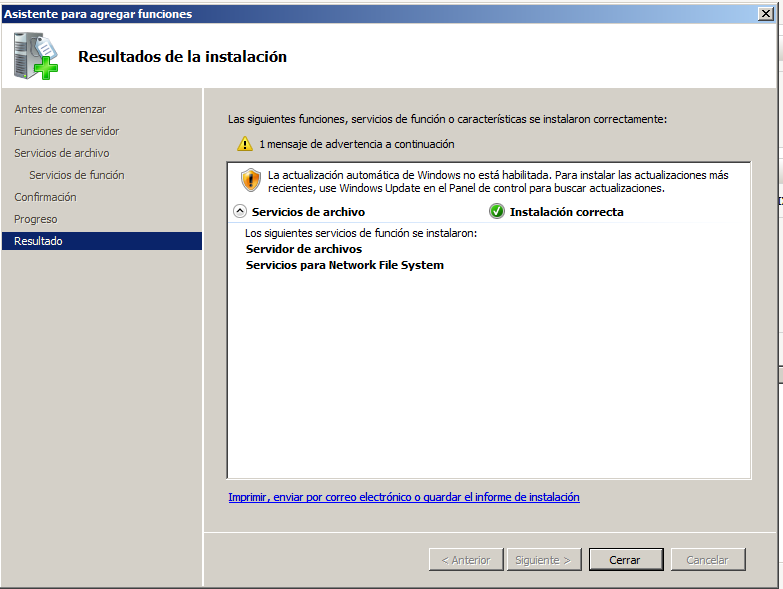 Asistente para agregar funciones
Resultados de la instalación
Antes de comenzar
Funciones de servidor
Servicios de archivo
Servicios de función
Confirmación
Progreso
Resultado
Las siguientes funciones, servicios de función o características se instalaron correctamente:
1 mensaje de advertencia a continuación
La actualización automática de Windows no está habilitada. Para instalar las actualizaciones más
recientes, use Windows Update en el Panel de control para buscar actualizaciones.
Servicios de archivo
Instalación correcta
Los siguientes servicios de función se instalaron:
Servidor de archivos
Servicios para Network File System
Imprimir, enviar por correo electrónico o guardar el informe de instalación
< Anterior
Siguiente >
Cerrar
Cancelar